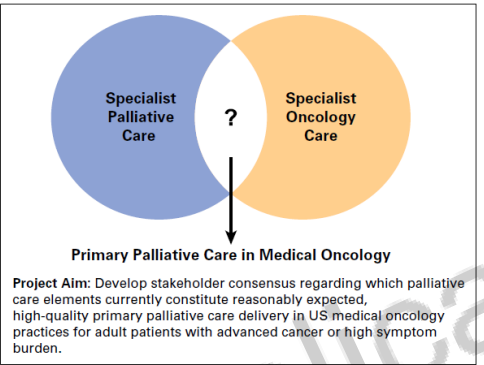 Specialist
Palliative
Care
?
Specialist
Oncology
Care
Primary Palliative Care in Medical Oncology
Project Aim: Develop stakeholder consensus regarding which palliative
care elements currently constitute reasonably expected,
high-quality primary palliative care delivery in US medical oncology
practices for adult patients with advanced cancer or high symptom
burden.